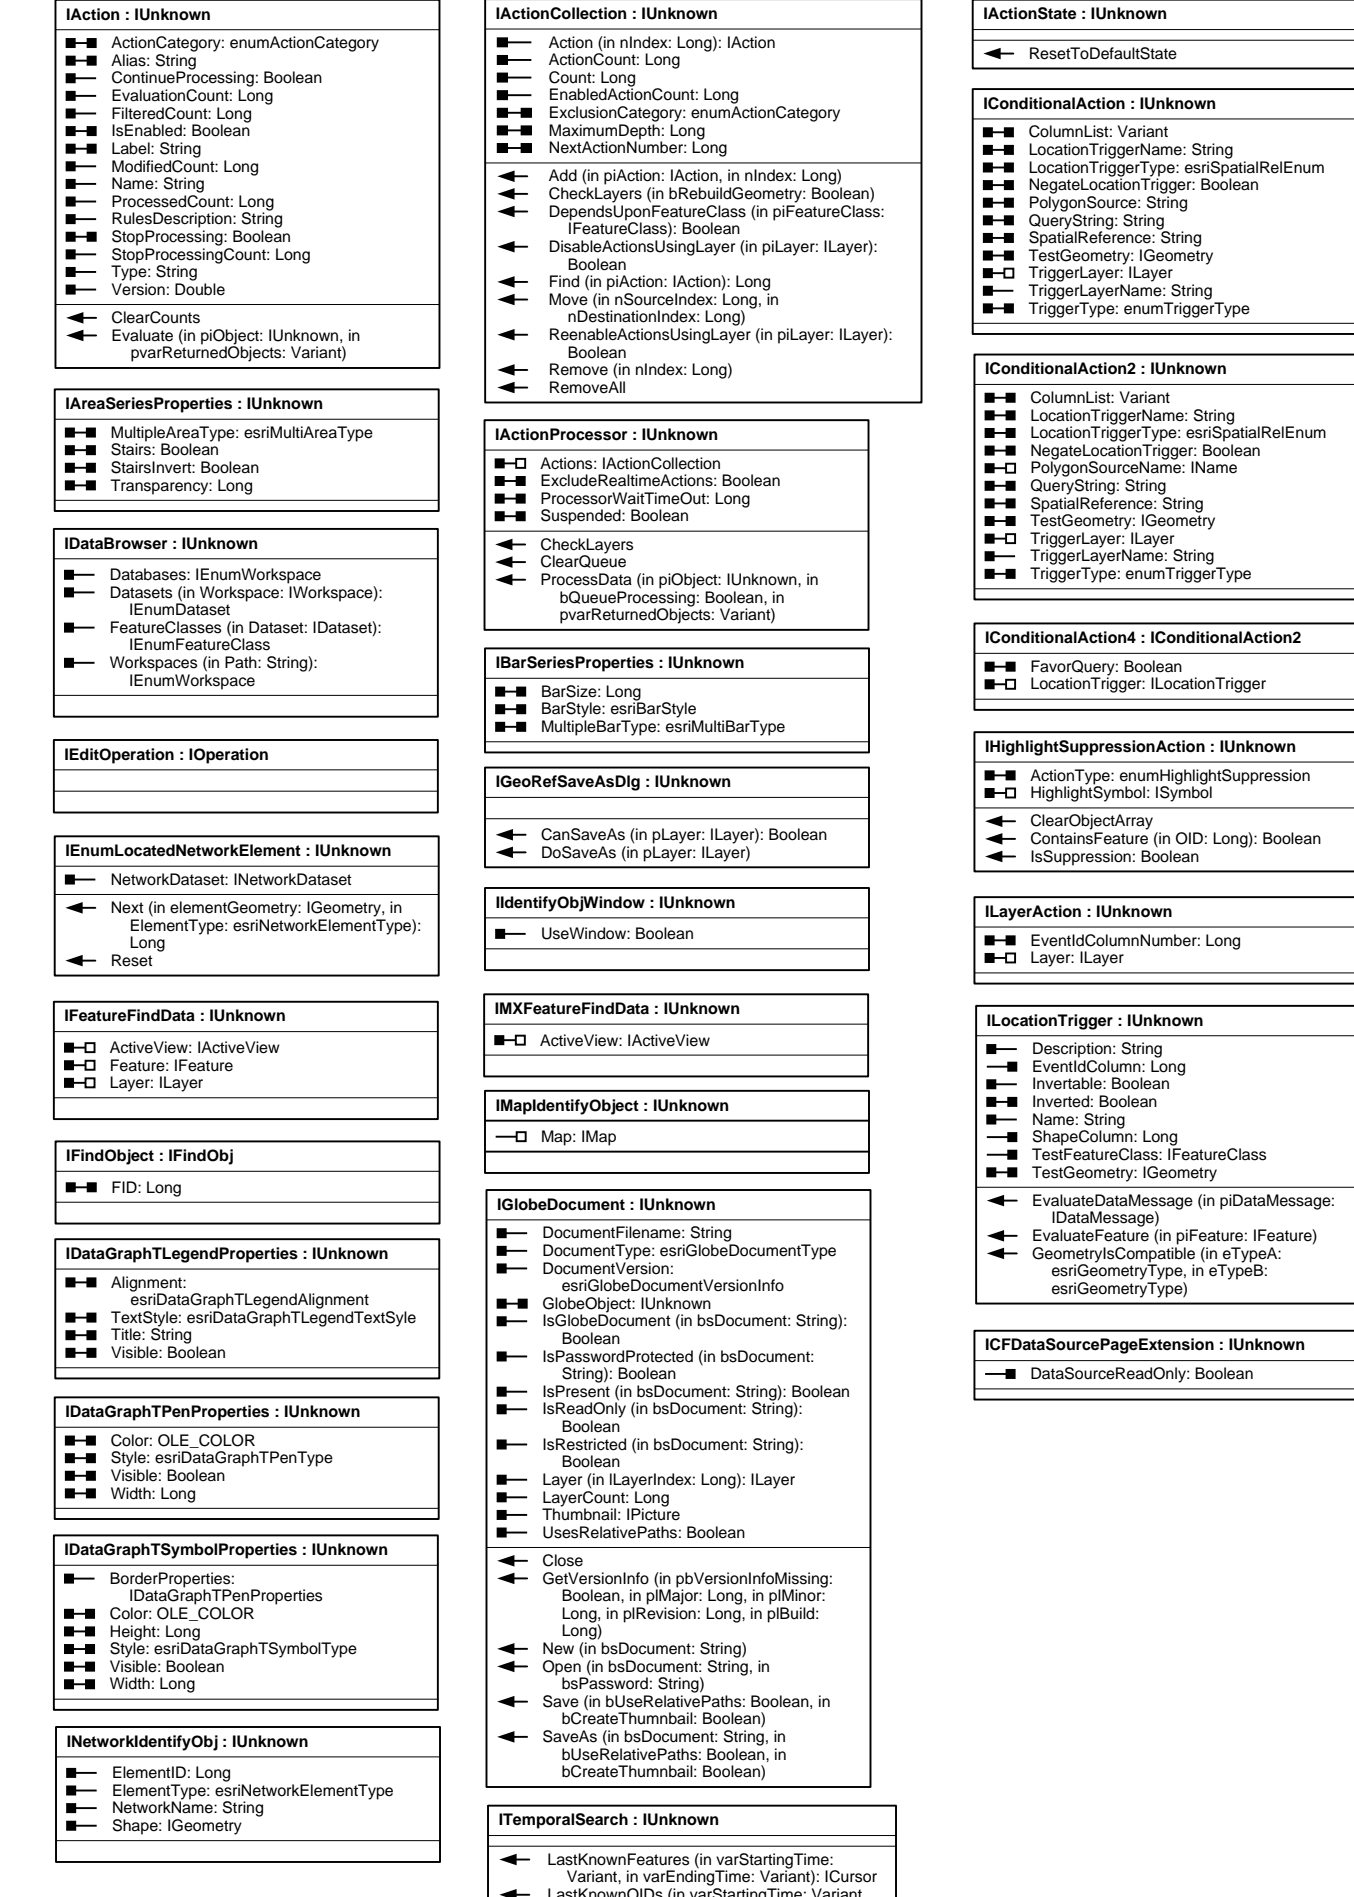 IAction : IUnknown
ActionCategory: enumActionCategory
Alias: String
ContinueProcessing: Boolean
EvaluationCount: Long
FilteredCount: Long
IsEnabled: Boolean
Label: String
ModifiedCount: Long
Name: String
ProcessedCount: Long
RulesDescription: String
StopProcessing: Boolean
StopProcessingCount: Long
Type: String
Version: Double
ClearCounts
Evaluate (in piObject: IUnknown, in
pvarReturnedObjects: Variant)
IAreaSeriesProperties : IUnknown
MultipleAreaType: esriMultiAreaType
Stairs: Boolean
StairsInvert: Boolean
Transparency: Long
IDataBrowser : IUnknown
Databases: IEnumWorkspace
Datasets (in Workspace: IWorkspace):
IEnumDataset
FeatureClasses (in Dataset: IDataset):
IEnumFeatureClass
Workspaces (in Path: String):
IEnumWorkspace
IEditOperation : IOperation
IEnumLocatedNetworkElement : IUnknown
NetworkDataset: INetworkDataset
Next (in elementGeometry: IGeometry, in
ElementType: esriNetworkElementType):
Long
Reset
IFeatureFindData : IUnknown
ActiveView: IActiveView
Feature: IFeature
Layer: ILayer
IFindObject : IFindObj
FID: Long
IDataGraphTLegendProperties : IUnknown
Alignment:
esriDataGraphTLegendAlignment
TextStyle: esriDataGraphTLegendTextSyle
Title: String
Visible: Boolean
IDataGraphTPenProperties : IUnknown
Color: OLE_COLOR
Style: esriDataGraphTPenType
Visible: Boolean
Width: Long
IDataGraphTSymbolProperties : IUnknown
BorderProperties:
IDataGraphTPenProperties
Color: OLE_COLOR
Height: Long
Style: esriDataGraphTSymbolType
Visible: Boolean
Width: Long
INetworkIdentifyObj : IUnknown
ElementID: Long
ElementType: esriNetworkElementType
NetworkName: String
Shape: IGeometry
IActionCollection : IUnknown
Action (in nIndex: Long): IAction
ActionCount: Long
Count: Long
EnabledActionCount: Long
ExclusionCategory: enumActionCategory
MaximumDepth: Long
NextActionNumber: Long
Add (in piAction: IAction, in nIndex: Long)
CheckLayers (in bRebuildGeometry: Boolean)
DependsUponFeatureClass (in piFeatureClass:
IFeatureClass): Boolean
DisableActionsUsingLayer (in piLayer: ILayer):
Boolean
Find (in piAction: IAction): Long
Move (in nSourceIndex: Long, in
nDestinationIndex: Long)
ReenableActionsUsingLayer (in piLayer: ILayer):
Boolean
Remove (in nIndex: Long)
RemoveAll
IActionProcessor : IUnknown
Actions: IActionCollection
ExcludeRealtimeActions: Boolean
ProcessorWaitTimeOut: Long
Suspended: Boolean
CheckLayers
ClearQueue
ProcessData (in piObject: IUnknown, in
bQueueProcessing: Boolean, in
pvarReturnedObjects: Variant)
IBarSeriesProperties : IUnknown
BarSize: Long
BarStyle: esriBarStyle
MultipleBarType: esriMultiBarType
IGeoRefSaveAsDlg : IUnknown
CanSaveAs (in pLayer: ILayer): Boolean
DoSaveAs (in pLayer: ILayer)
IIdentifyObjWindow : IUnknown
UseWindow: Boolean
IMXFeatureFindData : IUnknown
ActiveView: IActiveView
IMapIdentifyObject : IUnknown
Map: IMap
IGlobeDocument : IUnknown
DocumentFilename: String
DocumentType: esriGlobeDocumentType
DocumentVersion:
esriGlobeDocumentVersionInfo
GlobeObject: IUnknown
IsGlobeDocument (in bsDocument: String):
Boolean
IsPasswordProtected (in bsDocument:
String): Boolean
IsPresent (in bsDocument: String): Boolean
IsReadOnly (in bsDocument: String):
Boolean
IsRestricted (in bsDocument: String):
Boolean
Layer (in lLayerIndex: Long): ILayer
LayerCount: Long
Thumbnail: IPicture
UsesRelativePaths: Boolean
Close
GetVersionInfo (in pbVersionInfoMissing:
Boolean, in plMajor: Long, in plMinor:
Long, in plRevision: Long, in plBuild:
Long)
New (in bsDocument: String)
Open (in bsDocument: String, in
bsPassword: String)
Save (in bUseRelativePaths: Boolean, in
bCreateThumnbail: Boolean)
SaveAs (in bsDocument: String, in
bUseRelativePaths: Boolean, in
bCreateThumnbail: Boolean)
ITemporalSearch : IUnknown
LastKnownFeatures (in varStartingTime:
Variant, in varEndingTime: Variant): ICursor
LastKnownOIDs (in varStartingTime: Variant
IActionState : IUnknown
ResetToDefaultState
IConditionalAction : IUnknown
ColumnList: Variant
LocationTriggerName: String
LocationTriggerType: esriSpatialRelEnum
NegateLocationTrigger: Boolean
PolygonSource: String
QueryString: String
SpatialReference: String
TestGeometry: IGeometry
TriggerLayer: ILayer
TriggerLayerName: String
TriggerType: enumTriggerType
IConditionalAction2 : IUnknown
ColumnList: Variant
LocationTriggerName: String
LocationTriggerType: esriSpatialRelEnum
NegateLocationTrigger: Boolean
PolygonSourceName: IName
QueryString: String
SpatialReference: String
TestGeometry: IGeometry
TriggerLayer: ILayer
TriggerLayerName: String
TriggerType: enumTriggerType
IConditionalAction4 : IConditionalAction2
FavorQuery: Boolean
LocationTrigger: ILocationTrigger
IHighlightSuppressionAction : IUnknown
ActionType: enumHighlightSuppression
HighlightSymbol: ISymbol
ClearObjectArray
ContainsFeature (in OID: Long): Boolean
IsSuppression: Boolean
ILayerAction : IUnknown
EventIdColumnNumber: Long
Layer: ILayer
ILocationTrigger : IUnknown
Description: String
EventIdColumn: Long
Invertable: Boolean
Inverted: Boolean
Name: String
ShapeColumn: Long
TestFeatureClass: IFeatureClass
TestGeometry: IGeometry
EvaluateDataMessage (in piDataMessage:
IDataMessage)
EvaluateFeature (in piFeature: IFeature)
GeometryIsCompatible (in eTypeA:
esriGeometryType, in eTypeB:
esriGeometryType)
ICFDataSourcePageExtension : IUnknown
DataSourceReadOnly: Boolean